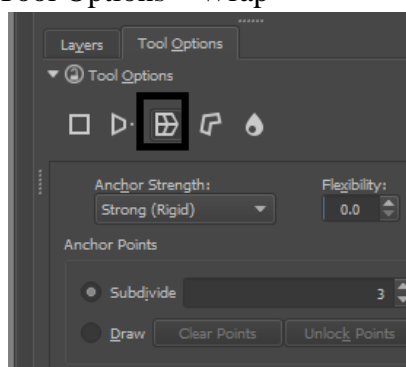 Tool Options – Wrap
Layers Tool Options
Tool Options
Anchor Strength: Flexibility:
Strong (Rigid) 0.0
Anchor Points
Subdivide 3
Draw Clear Points Unlock Points